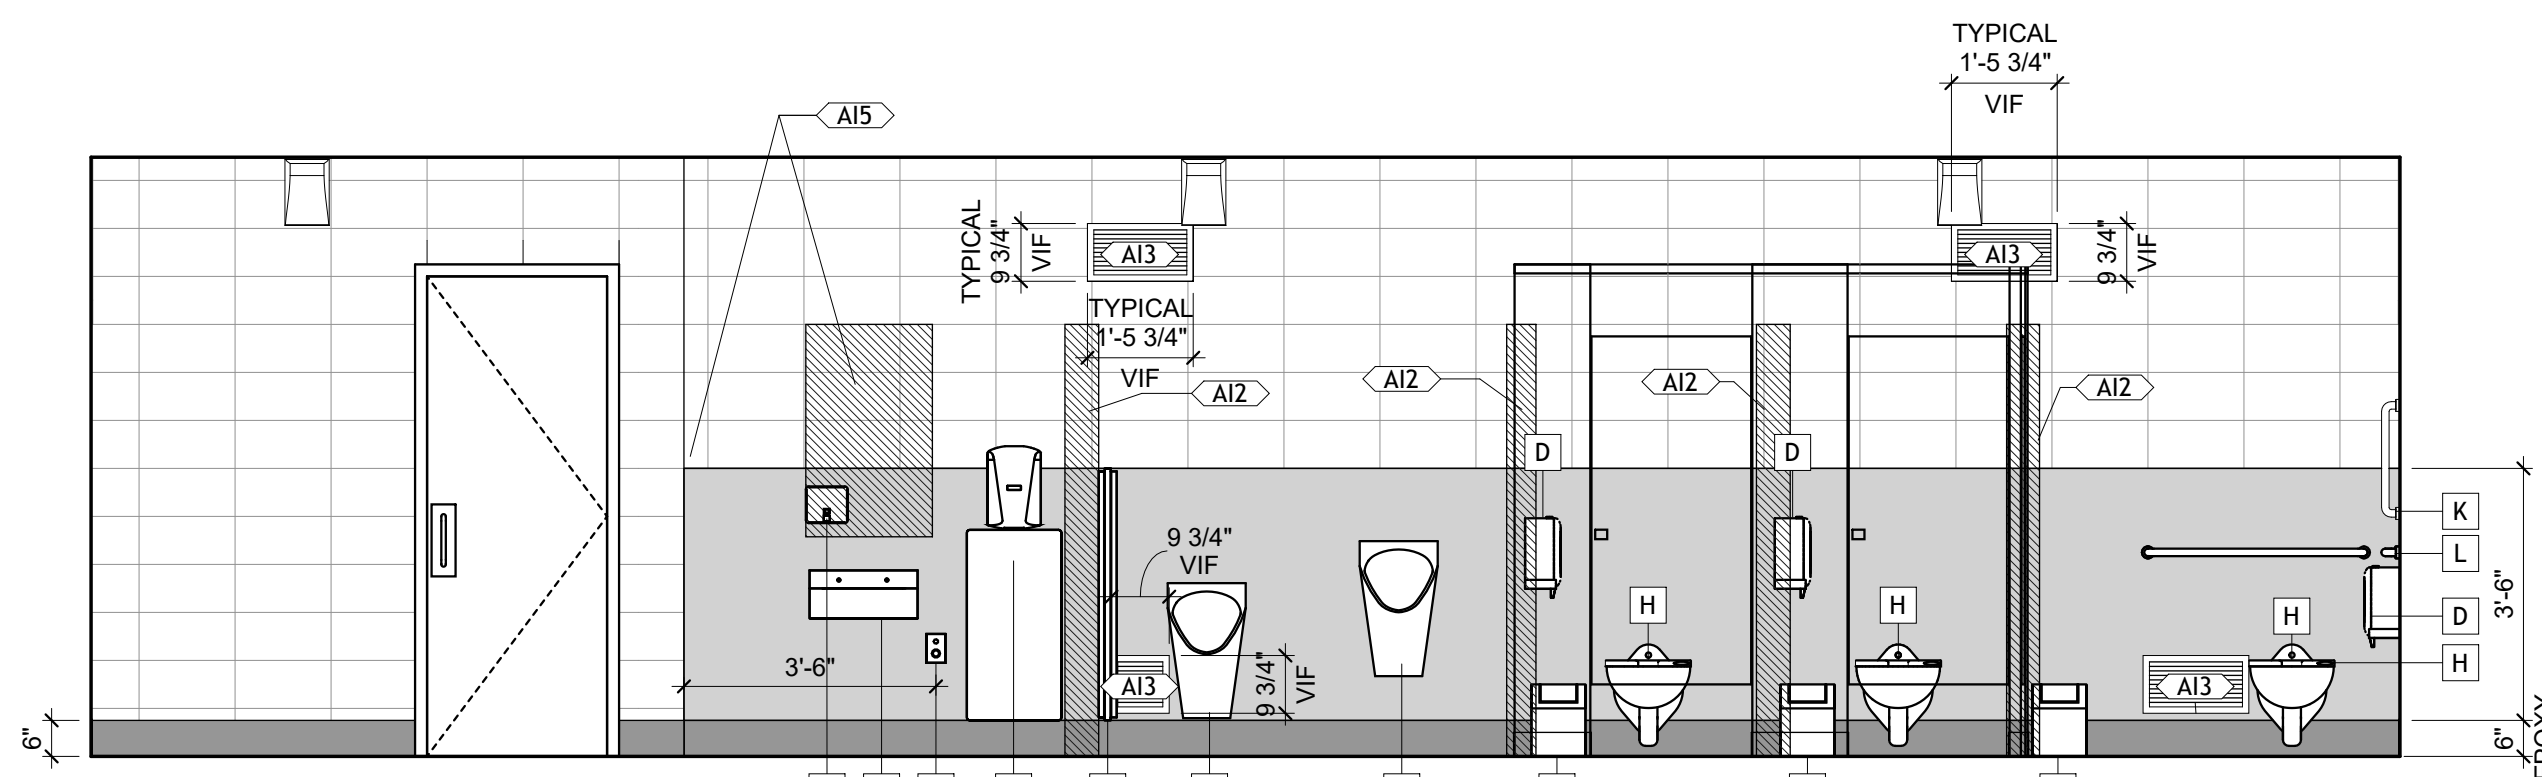 TYPICAL
1'-5 3/4"
VIF
AI5
TYPICAL
9 3/4"
VIF
AI3
AI3
9 3/4"
VIF
TYPICAL
1'-5 3/4"
VIF
AI2
AI2
AI2
AI2
D
D
K
9 3/4"
VIF
L
3'-6"
H
H
H
D
H
3'-6"
AI3
9 3/4"
VIF
AI3
6"
6"
EPOXY